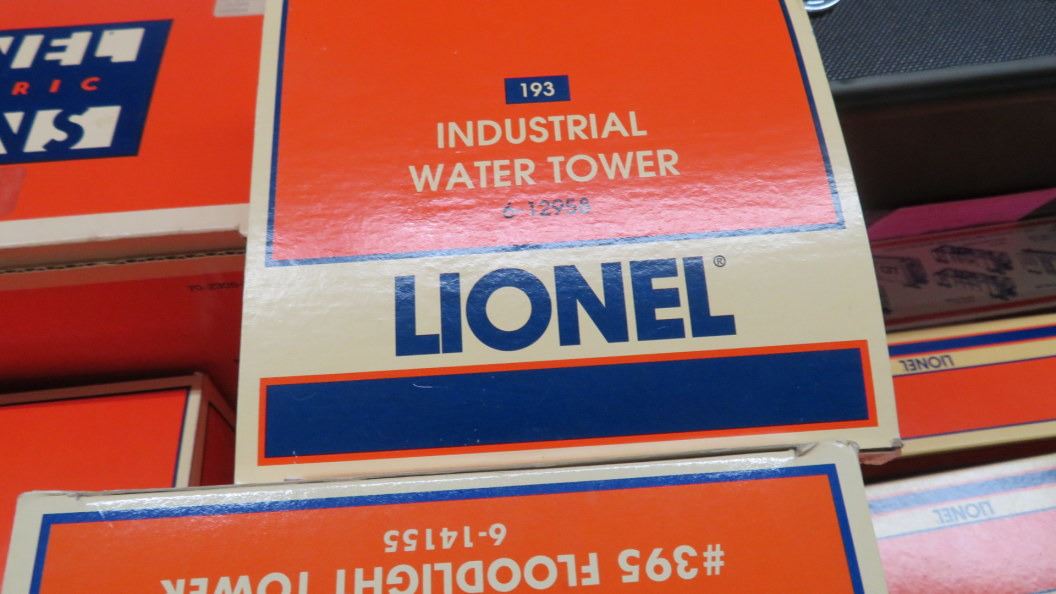 193
INDUSTRIAL
WATER TOWER
6-12958
LIONEL®
#395 FLOODLIGHT TOWER
6-14155
LIONEL
LIONEL